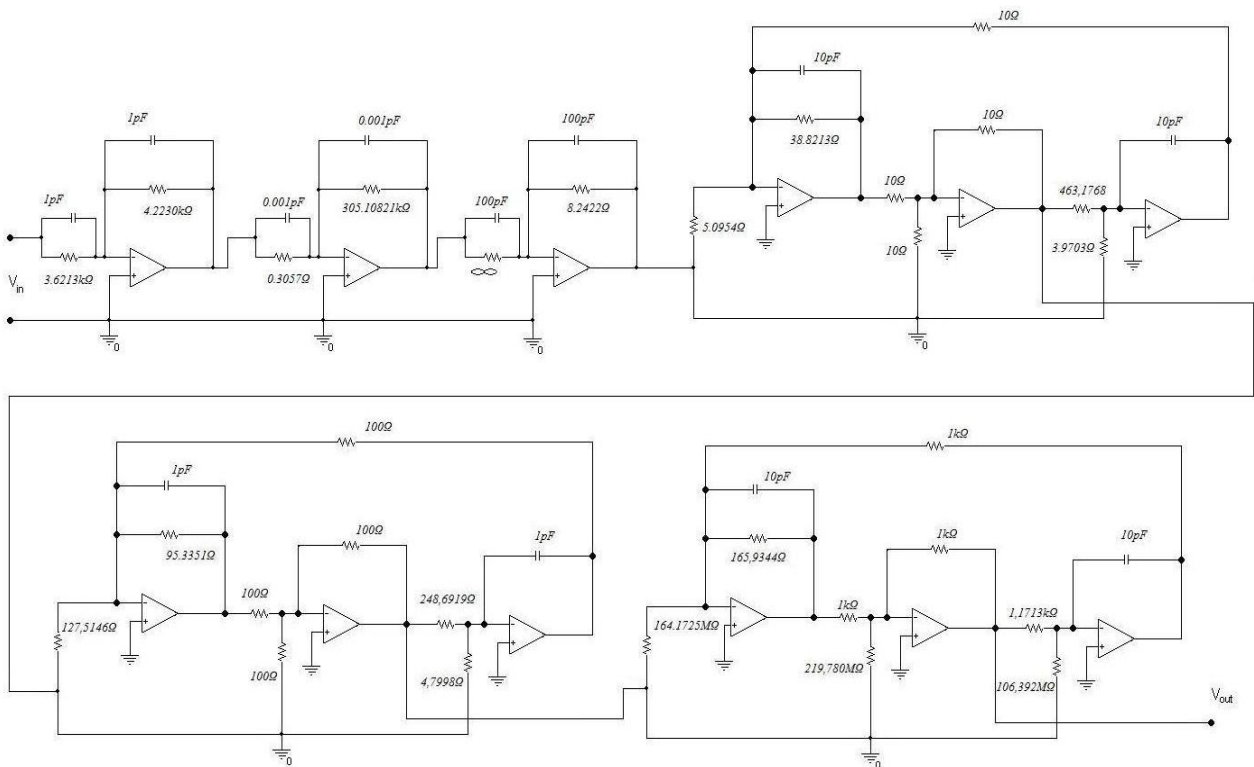 10Ω
10pF
38.8213Ω
10Ω
10pF
1pF
4.2230kΩ
0.001pF
305.10821kΩ
100pF
8.2422Ω
1pF
3.6213kΩ
0.001pF
0.3057Ω
100pF
∞
5.0954Ω
10Ω
10Ω
463,1768
3.9703Ω
Vin
0
0
0
0
100Ω
1pF
95.3351Ω
100Ω
1pF
127,5146Ω
100Ω
100Ω
248,6919Ω
4,7998Ω
0
1kΩ
10pF
165,9344Ω
1kΩ
10pF
164.1725MΩ
1kΩ
219,780MΩ
1,1713kΩ
106,392MΩ
0
Vout